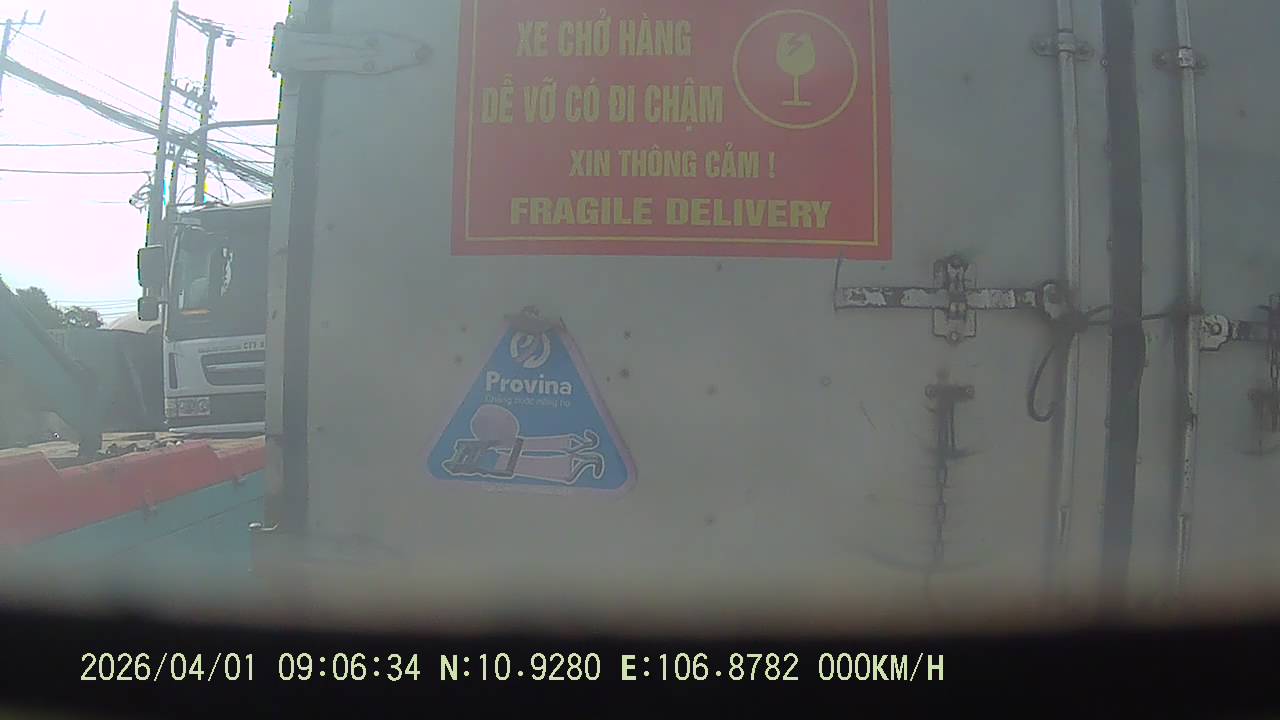 XE CHỞ HÀNG
DỄ VỠ CÓ ĐI CHẬM
XIN THÔNG CẢM !
FRAGILE DELIVERY
Provina
2026/04/01 09:06:34 N:10.9280 E:106.8782 000KM/H